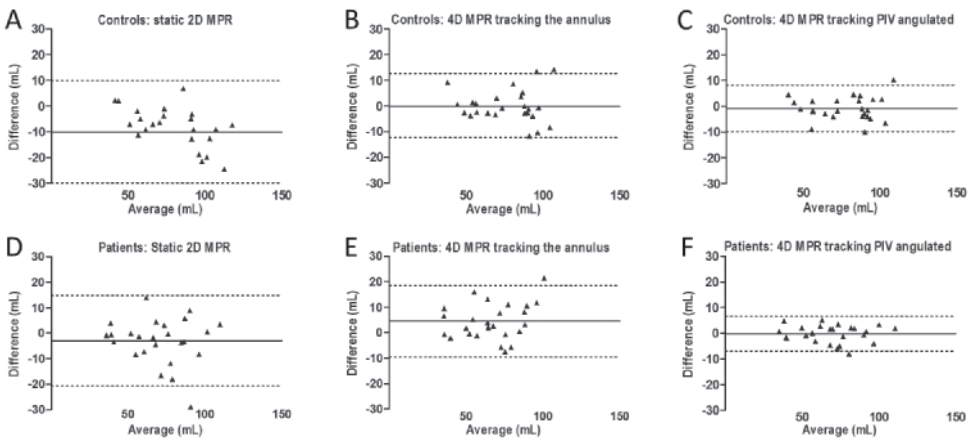 A
Controls: static 2D MPR
Difference (mL)
30
20
10
0
-10
-20
-30
50
100
150
Average (mL)
B
Controls: 4D MPR tracking the annulus
Difference (mL)
30
20
10
0
-10
-20
-30
50
100
150
Average (mL)
C
Controls: 4D MPR tracking PIV angulated
Difference (mL)
30
20
10
0
-10
-20
-30
50
100
150
Average (mL)
D
Patients: Static 2D MPR
Difference (mL)
30
20
10
0
-10
-20
-30
50
100
150
Average (mL)
E
Patients: 4D MPR tracking the annulus
Difference (mL)
30
20
10
0
-10
-20
-30
50
100
150
Average (mL)
F
Patients: 4D MPR tracking PIV angulated
Difference (mL)
30
20
10
0
-10
-20
-30
50
100
150
Average (mL)